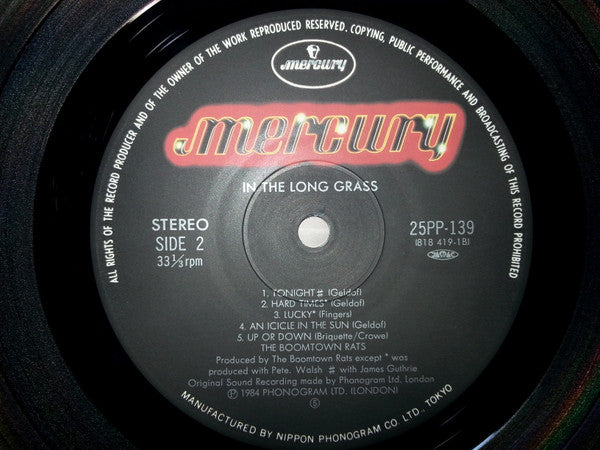 ALL RIGHTS OF THE RECORD PRODUCER AND OF THE OWNER OF THE WORK REPRODUCED RESERVED. COPYING, PUBLIC PERFORMANCE AND BROADCASTING OF THIS RECORD PROHIBITED
mercury
mercury
IN THE LONG GRASS
STEREO
SIDE 2
33 1/3 rpm
25PP-139
(818 419-1B)
1. TONIGHT # (Geldof)
2. HARD TIMES* (Geldof)
3. LUCKY* (Fingers)
4. AN ICICLE IN THE SUN (Geldof)
5. UP OR DOWN (Briquette/Crowe)
THE BOOMTOWN RATS
Produced by The Boomtown Rats except * was
produced with Pete. Walsh # with James Guthrie
Original Sound Recording made by Phonogram Ltd. London
℗ 1984 PHONOGRAM LTD. (LONDON)
MANUFACTURED BY NIPPON PHONOGRAM CO., LTD., TOKYO